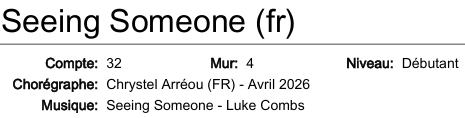 Seeing Someone (fr)
Compte: 32 Mur: 4 Niveau: Débutant
Chorégraphe: Chrystel Arréou (FR) - Avril 2026
Musique: Seeing Someone - Luke Combs